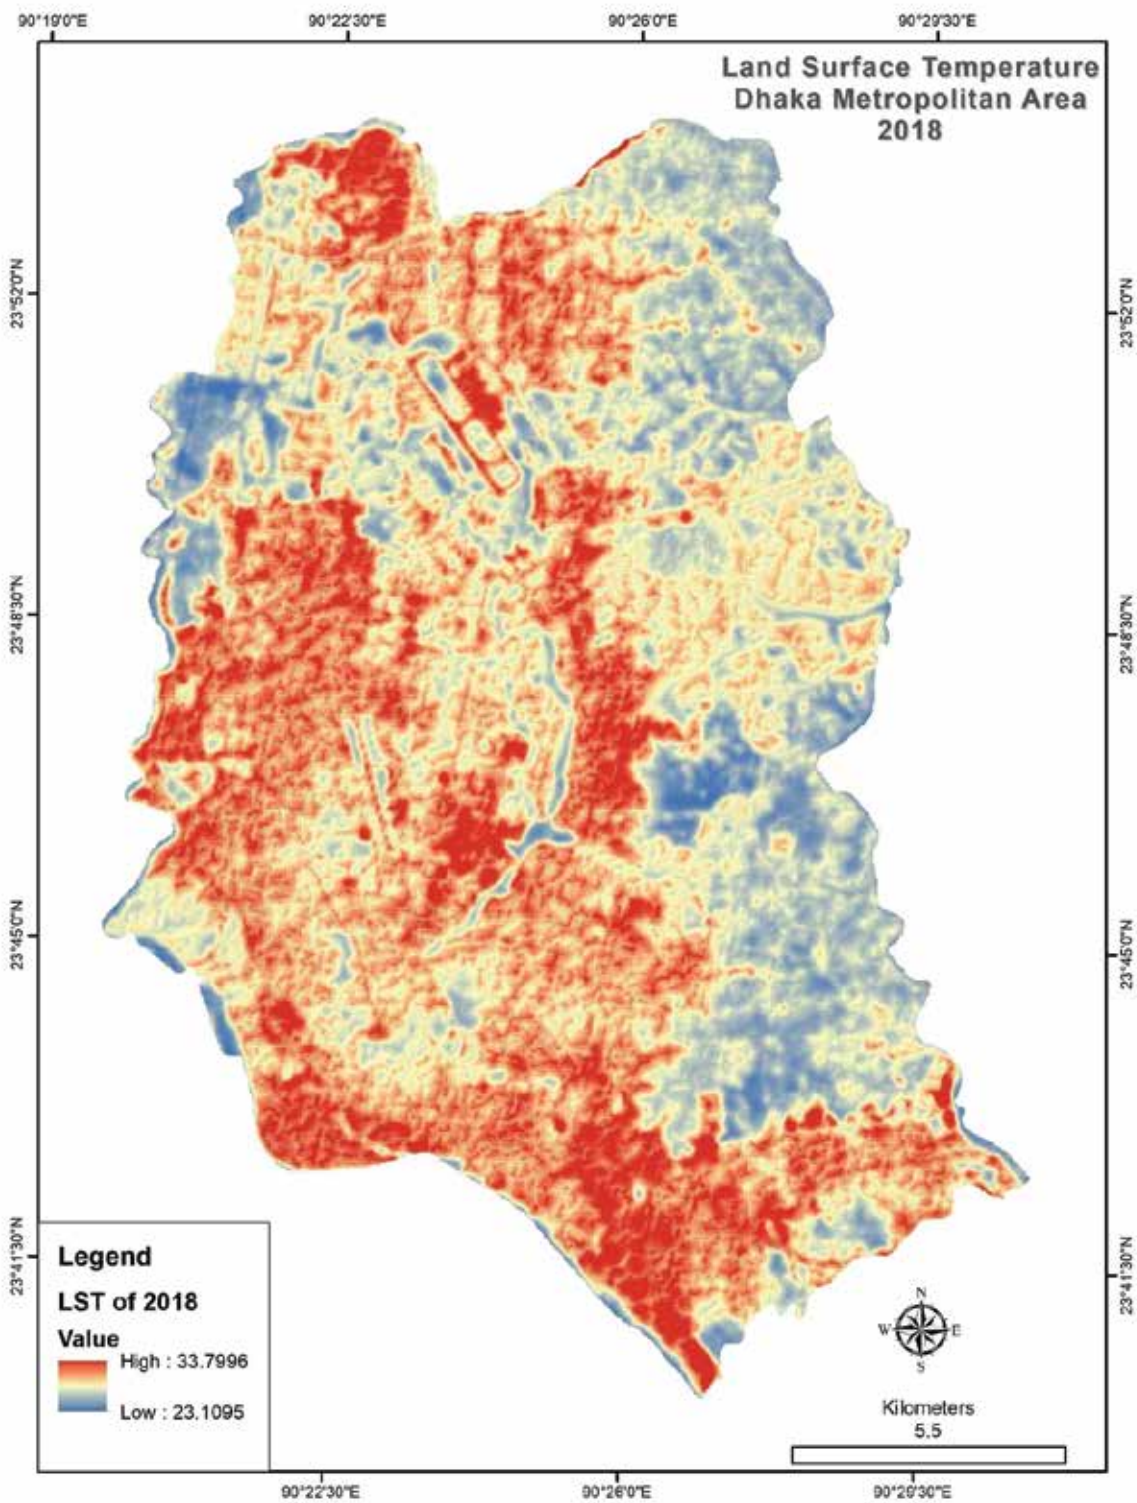 90°19'0"E
90°22'30"E
90°26'0"E
90°29'30"E
Land Surface Temperature
Dhaka Metropolitan Area
2018
23°52'0"N
23°52'0"N
23°48'30"N
23°48'30"N
23°45'0"N
23°45'0"N
23°41'30"N
23°41'30"N
Legend
LST of 2018
Value
High : 33.7996
Low : 23.1095
N
W
E
S
Kilometers
5.5
90°22'30"E
90°26'0"E
90°29'30"E